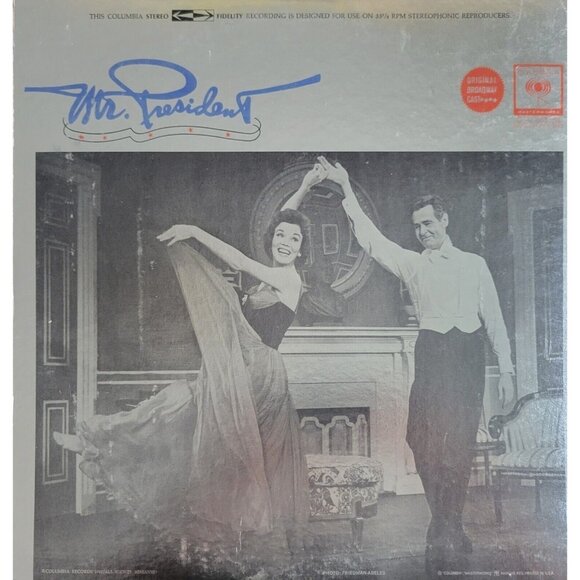 THIS COLUMBIA STEREO FIDELITY RECORDING IS DESIGNED FOR USE ON 33⅓ RPM STEREOPHONIC REPRODUCERS
Mr. President
ORIGINAL
BROADWAY
CAST
PHOTO: FRIEDMAN-ABELES